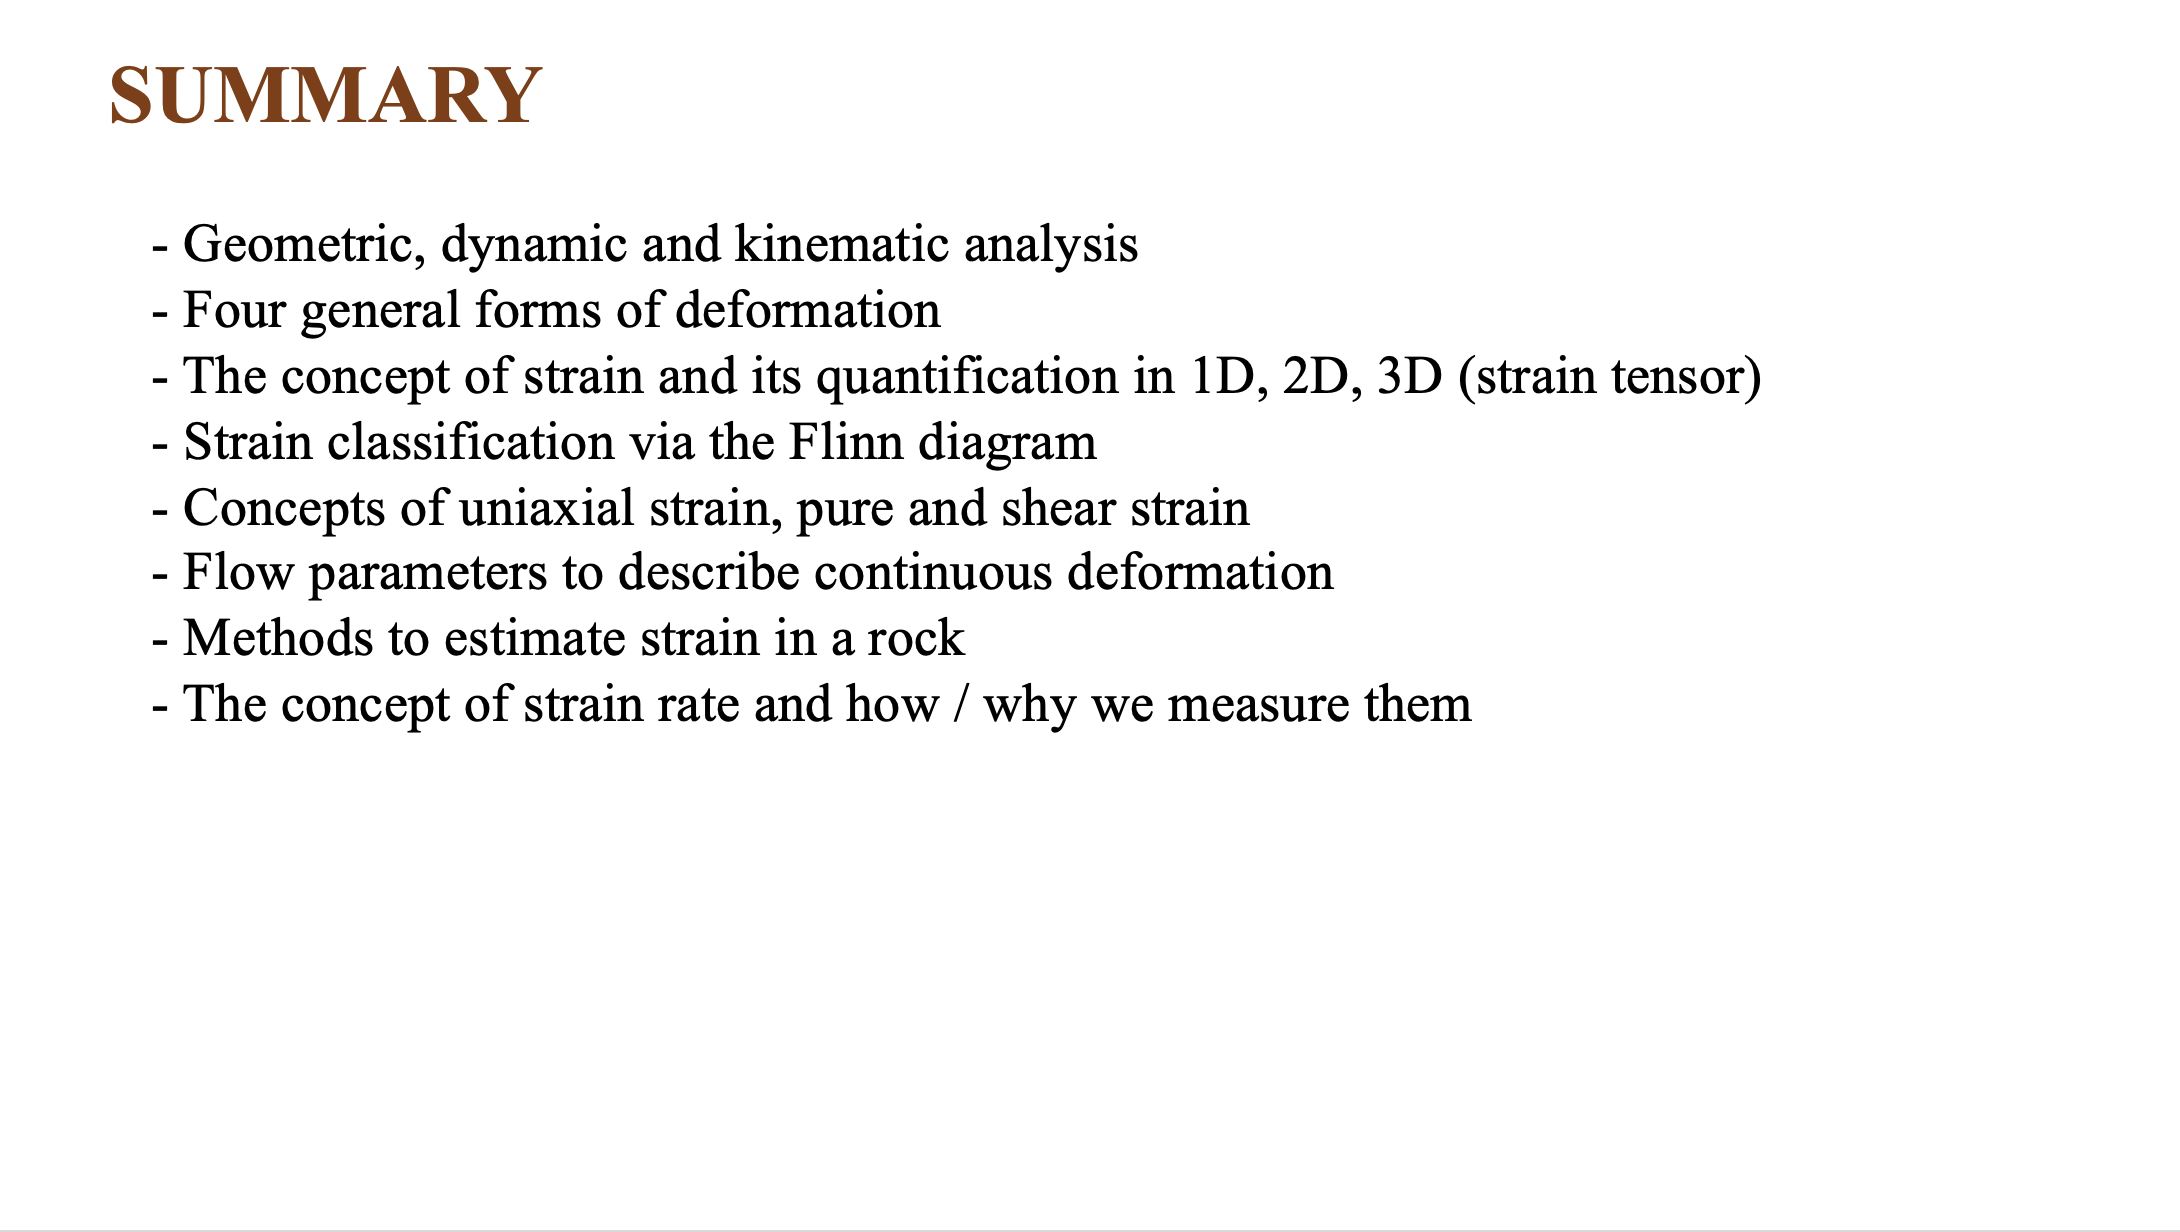 SUMMARY
- Geometric, dynamic and kinematic analysis
- Four general forms of deformation
- The concept of strain and its quantification in 1D, 2D, 3D (strain tensor)
- Strain classification via the Flinn diagram
- Concepts of uniaxial strain, pure and shear strain
- Flow parameters to describe continuous deformation
- Methods to estimate strain in a rock
- The concept of strain rate and how / why we measure them